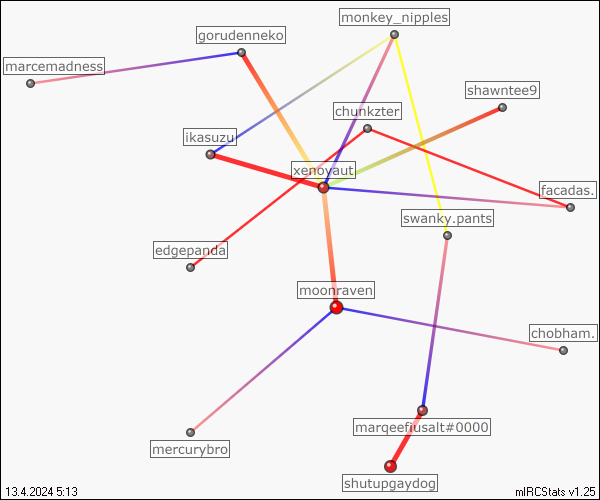 monkey_nipples
gorudenneko
marcemadness
shawntee9
chunkzter
ikasuzu
xenoyaut
facadas.
swanky.pants
edgepanda
moonraven
chobham.
marqeefiusalt#0000
mercurybro
shutupgaydog
13.4.2024 5:13
mIRCStats v1.25